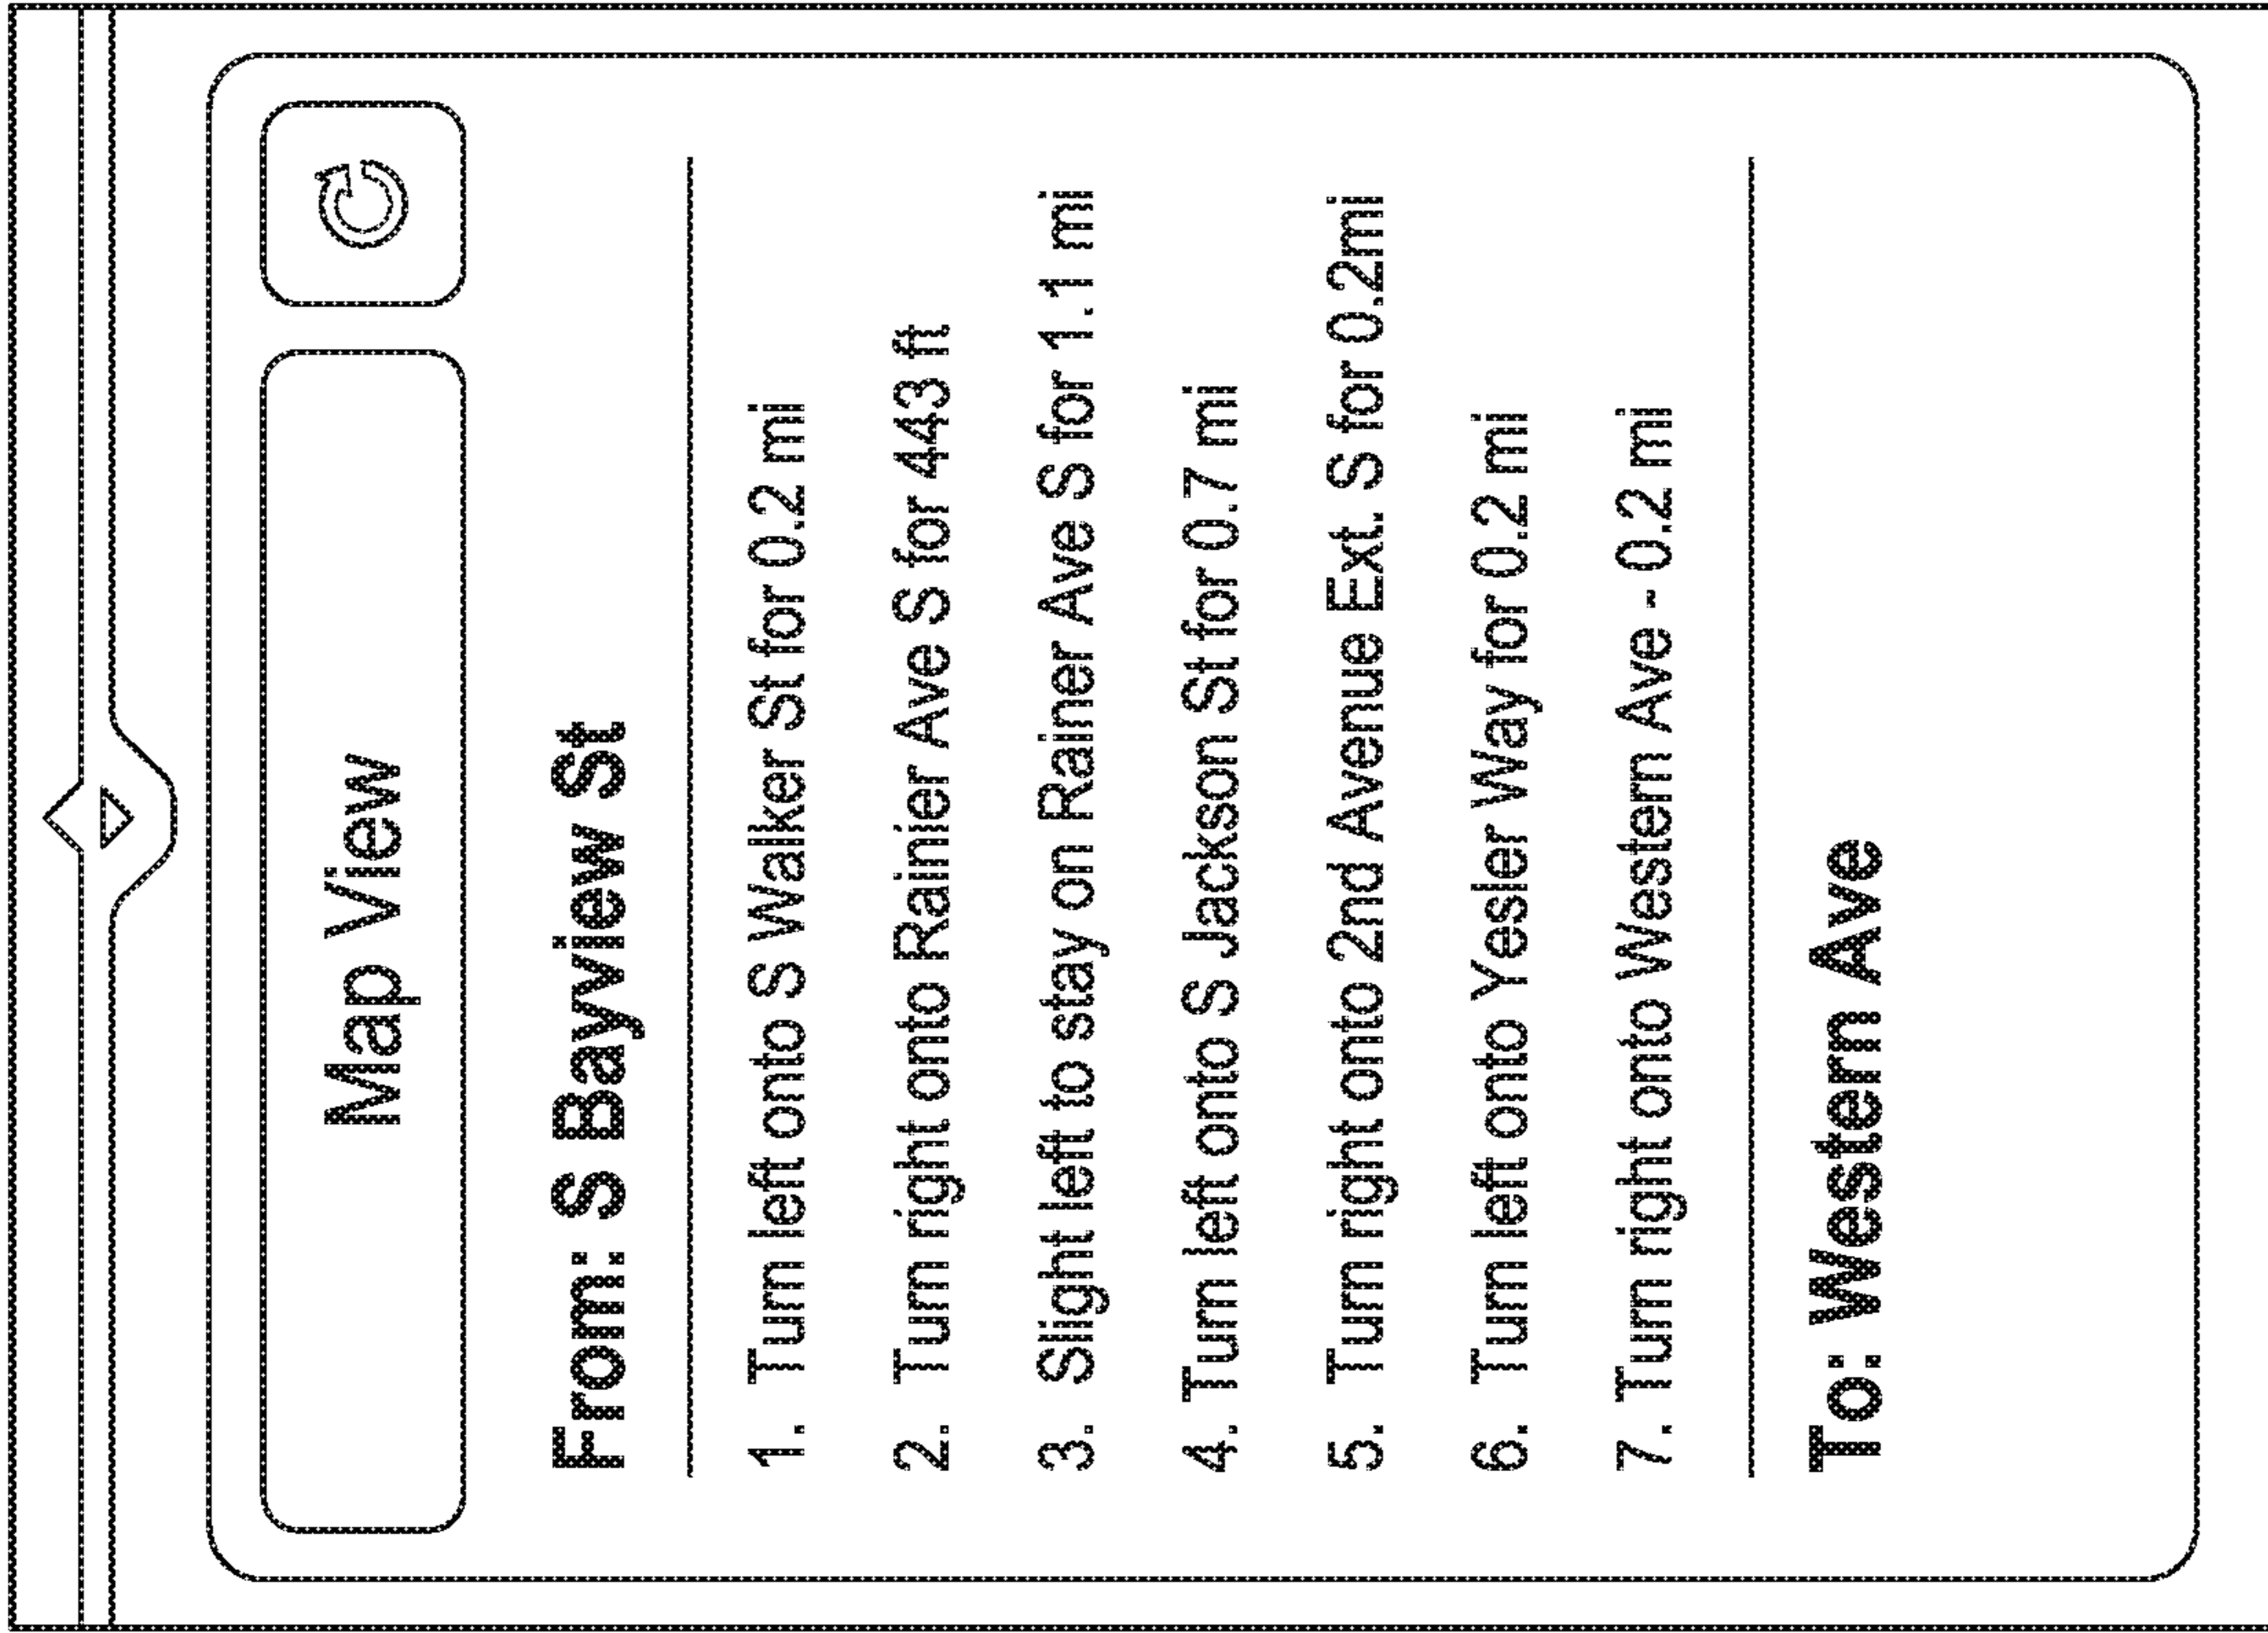 Map View
From: S Bayview St
1. Turn left onto S Walker St for 0.2 mi
2. Turn right onto Rainier Ave S for 443 ft
3. Slight left to stay on Rainer Ave S for 1.1 mi
4. Turn left onto S Jackson St for 0.7 mi
5. Turn right onto 2nd Avenue Ext. S for 0.2mi
6. Turn left onto Yesler Way for 0.2 mi
7. Turn right onto Western Ave - 0.2 mi
To: Western Ave